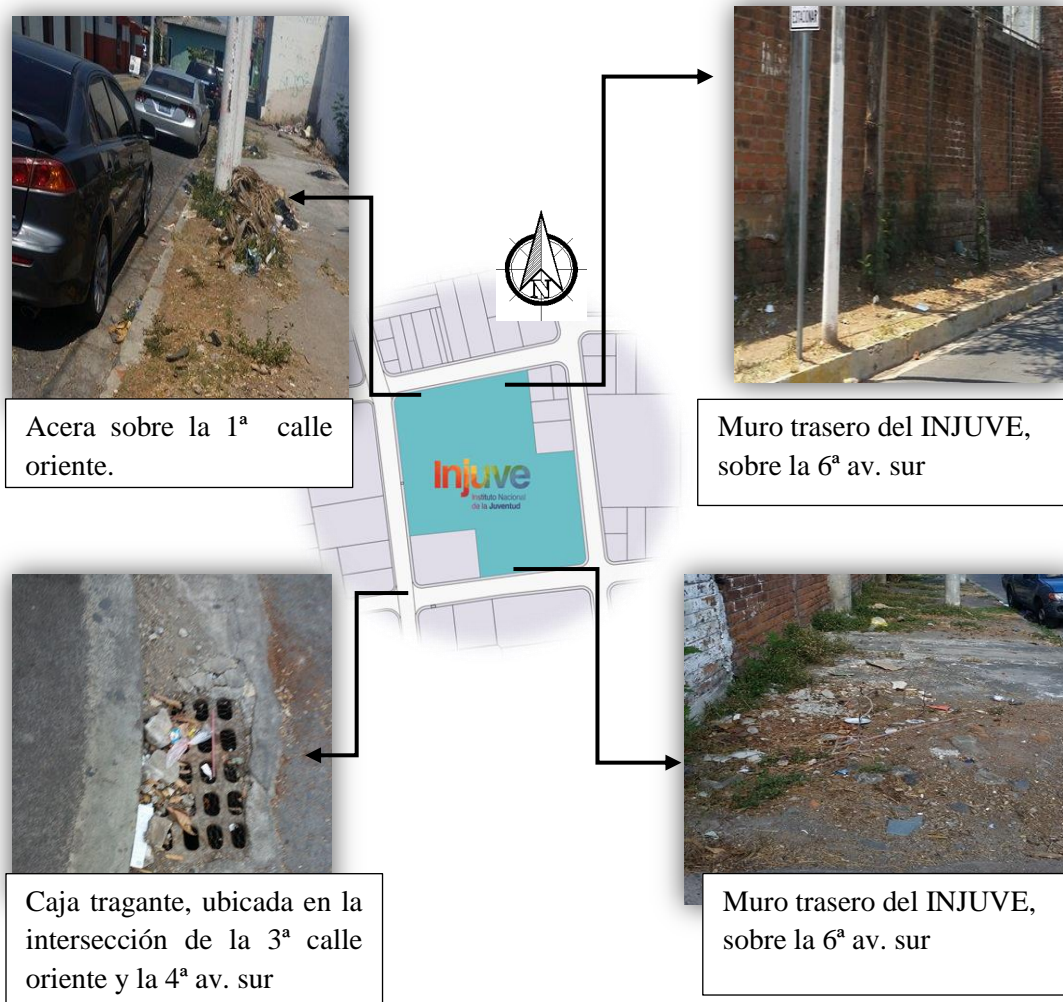 ESTACIONAR
N
Acera sobre la 1ª calle
oriente.
Muro trasero del INJUVE,
sobre la 6ª av. sur
Injuve
Instituto Nacional
de la Juventud
Caja tragante, ubicada en la
intersección de la 3ª calle
oriente y la 4ª av. sur
Muro trasero del INJUVE,
sobre la 6ª av. sur